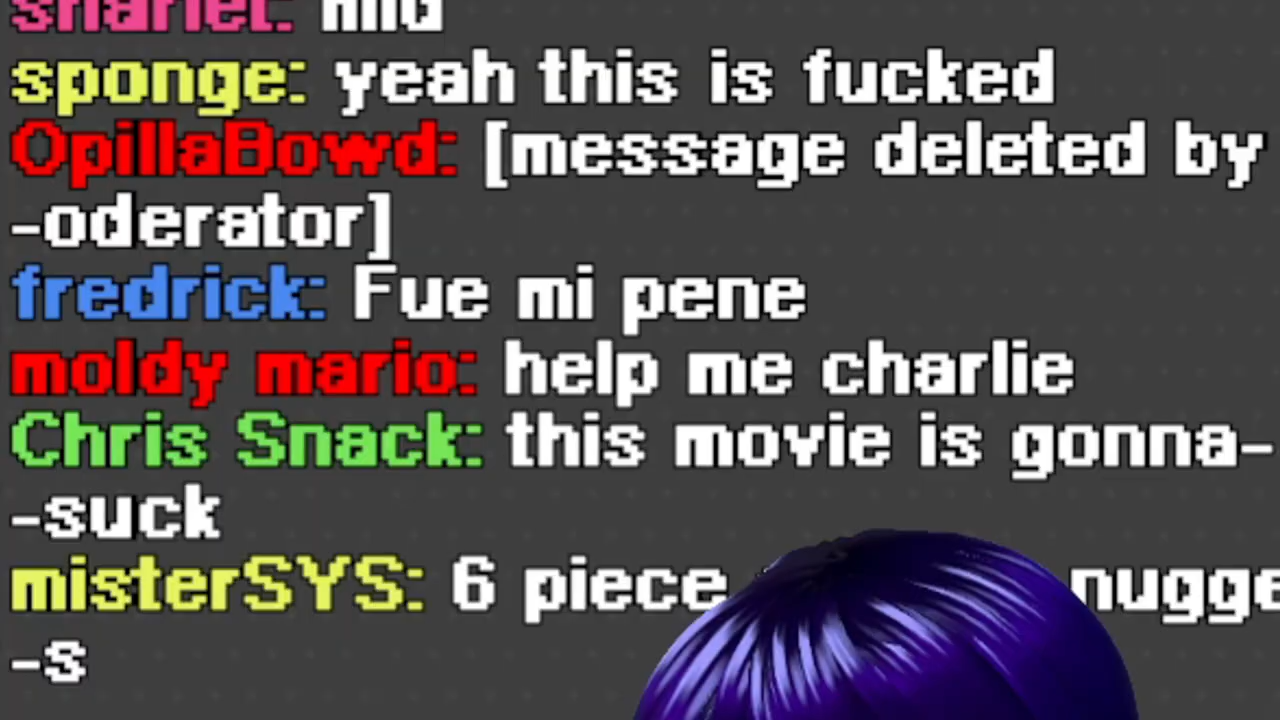 sponge: yeah this is fucked
OpillaBowd: [message deleted by
-oderator]
fredrick: Fue mi pene
moldy mario: help me charlie
Chris Snack: this movie is gonna-
-suck
misterSYS: 6 piece nugge
-s